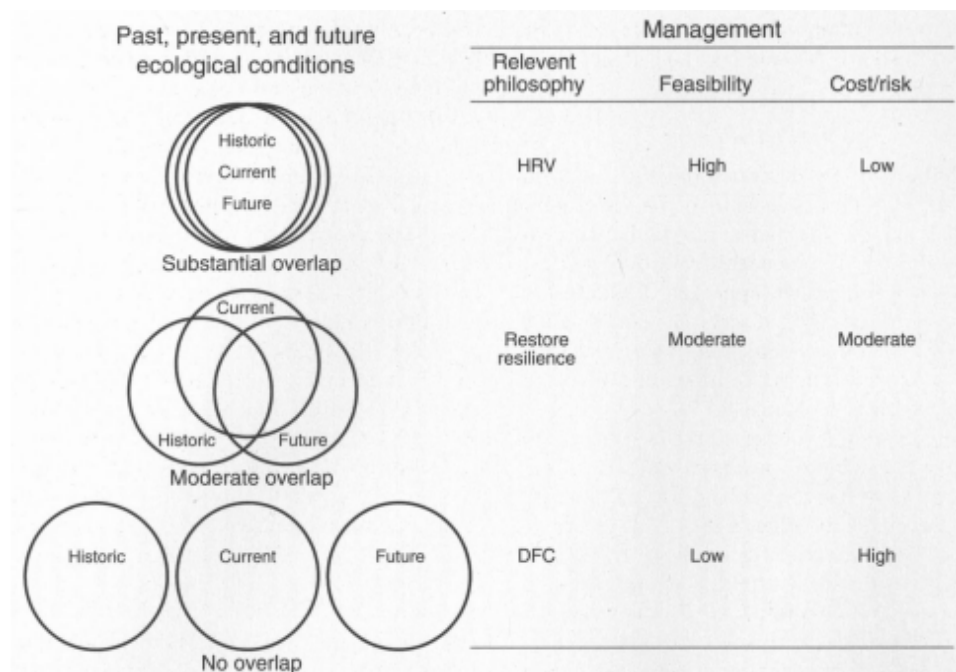 Past, present, and future
ecological conditions
Management
Relevent
philosophy
Feasibility
Cost/risk
Historic
Current
Future
Substantial overlap
HRV
High
Low
Current
Historic
Future
Moderate overlap
Restore
resilience
Moderate
Moderate
Historic
Current
Future
No overlap
DFC
Low
High